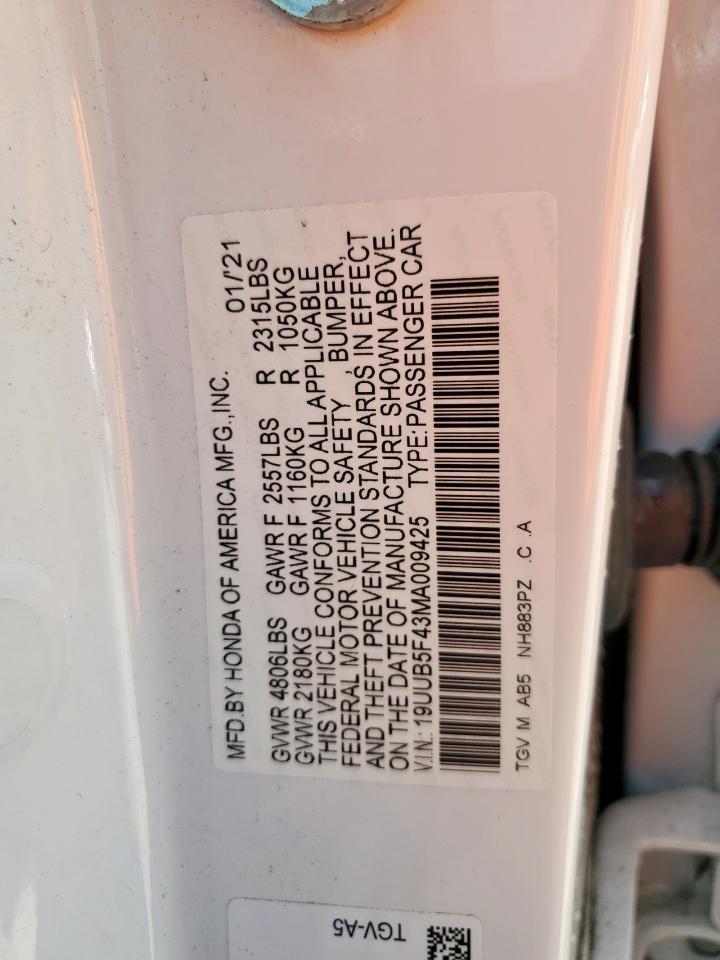 MFD.BY HONDA OF AMERICA MFG.,INC. 01/'21
GVWR 4806LBS GAWR F 2557LBS R 2315LBS
GVWR 2180KG GAWR F 1160KG R 1050KG
THIS VEHICLE CONFORMS TO ALL APPLICABLE
FEDERAL MOTOR VEHICLE SAFETY, BUMPER,
AND THEFT PREVENTION STANDARDS IN EFFECT
ON THE DATE OF MANUFACTURE SHOWN ABOVE.
V.I.N.: 19UUB5F43MA009425 TYPE:PASSENGER CAR
TGV M AB5 NH883PZ .C .A
TGV-A5